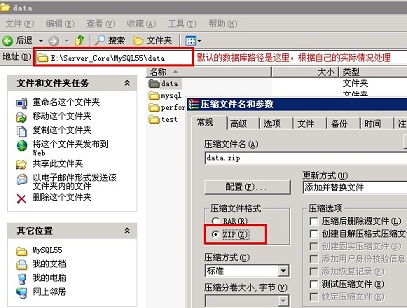 data
文件(F) 编辑(E) 查看(V) 收藏(A) 工具(T) 帮助(H)
后退 搜索 文件夹
地址(D) E:\Server_Core\MySQL55\data 默认的数据库路径是这里，根据自己的实际情况处理
名称 大小 类型
文件和文件夹任务
重命名这个文件夹
移动这个文件夹
复制这个文件夹
将这个文件夹发布到
Web
共享此文件夹
以电子邮件形式发送该
文件夹内的文件
删除这个文件夹
其它位置
MySQL55
我的文档
我的电脑
网上邻居
data 文件夹
mysql 文件夹
perfor
test
压缩文件名和参数
常规 高级 选项 文件 备份 时间 注释
压缩文件名(A)
data.zip
配置(F)...
更新方式(U)
添加并替换文件
压缩文件格式
RAR(R)
ZIP(Z)
压缩方式(C)
标准
压缩分卷大小,字节(V)
压缩选项
压缩后删除源文件(L)
创建自解压格式压缩文
创建固实压缩文件(S)
添加用户身份校验信息
添加恢复记录(P)
测试压缩文件(T)
锁定压缩文件(K)